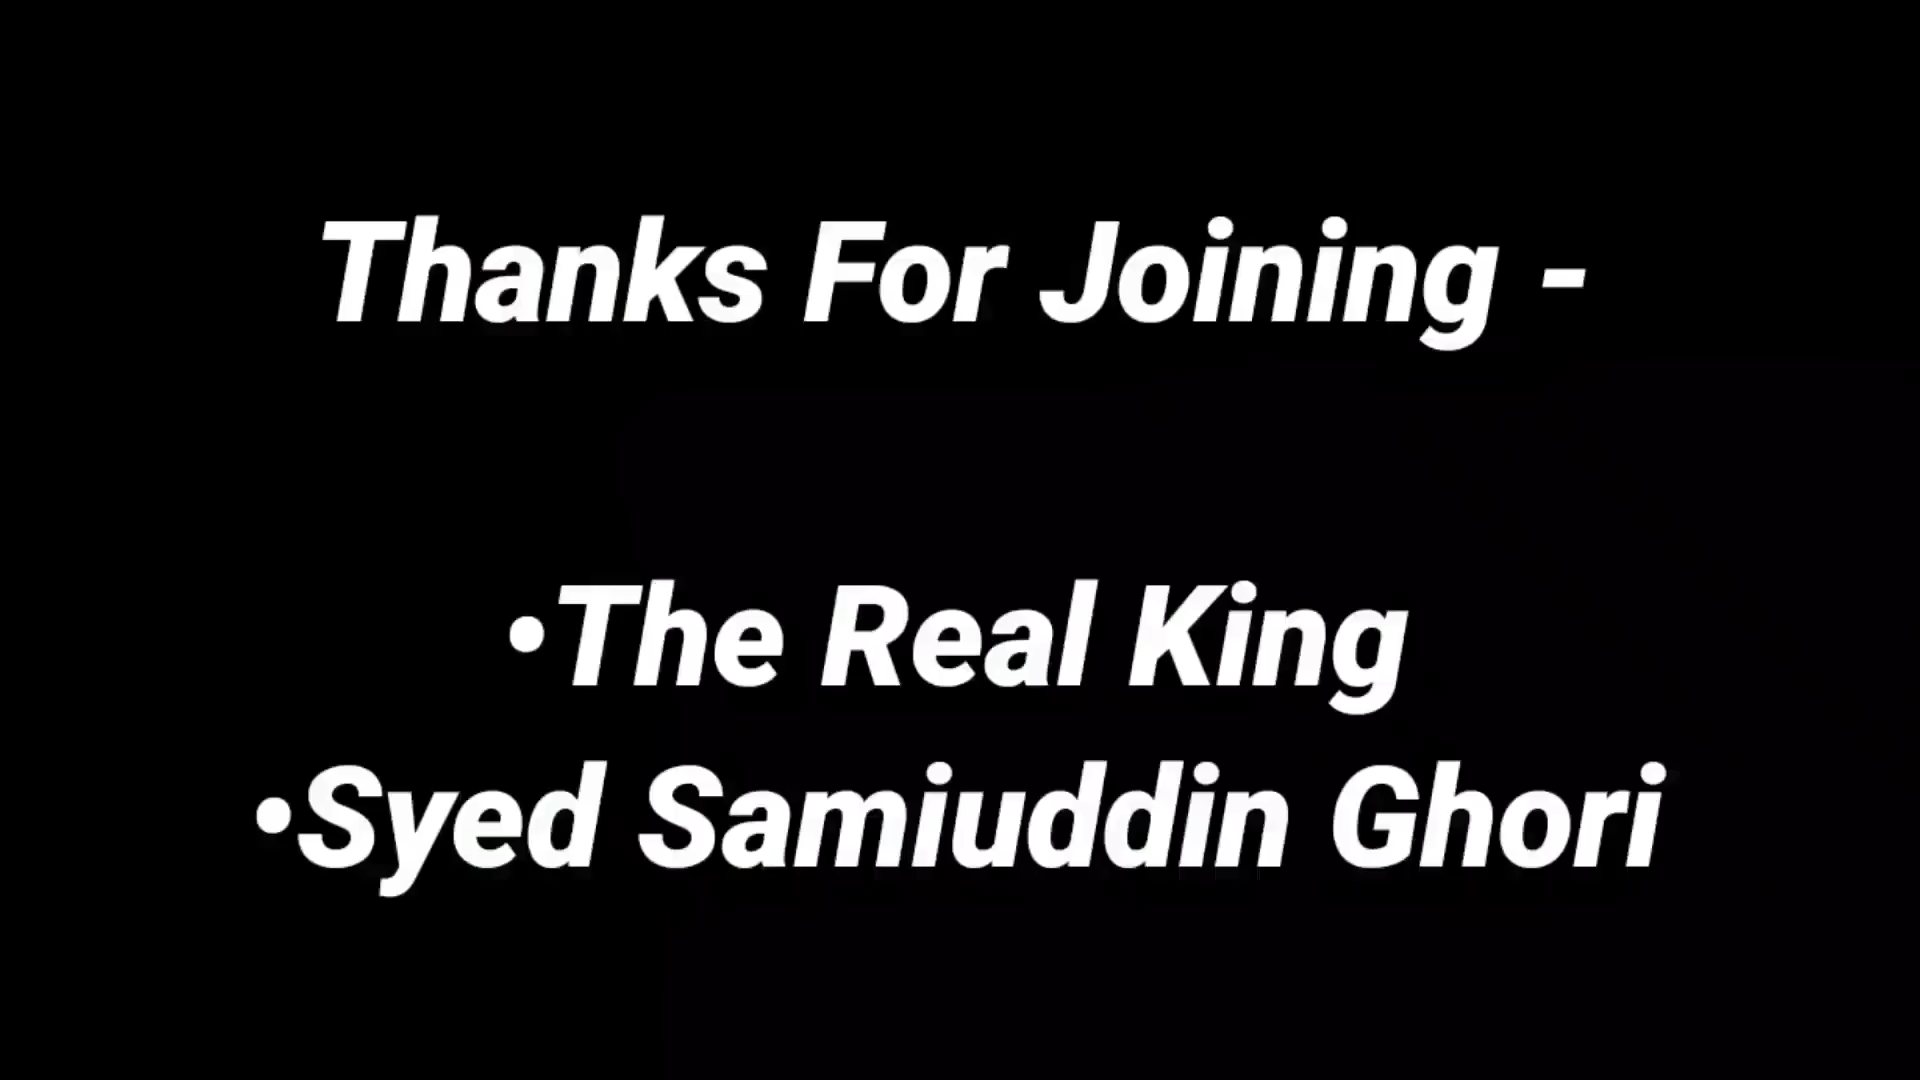 Thanks For Joining -
•The Real King
•Syed Samiuddin Ghori